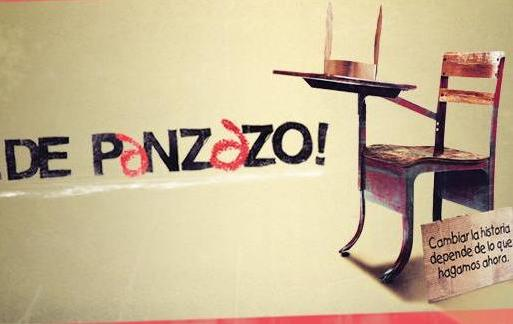 ¡DE PaNZaZO!
Cambiar la historia
depende de lo que
hagamos ahora.